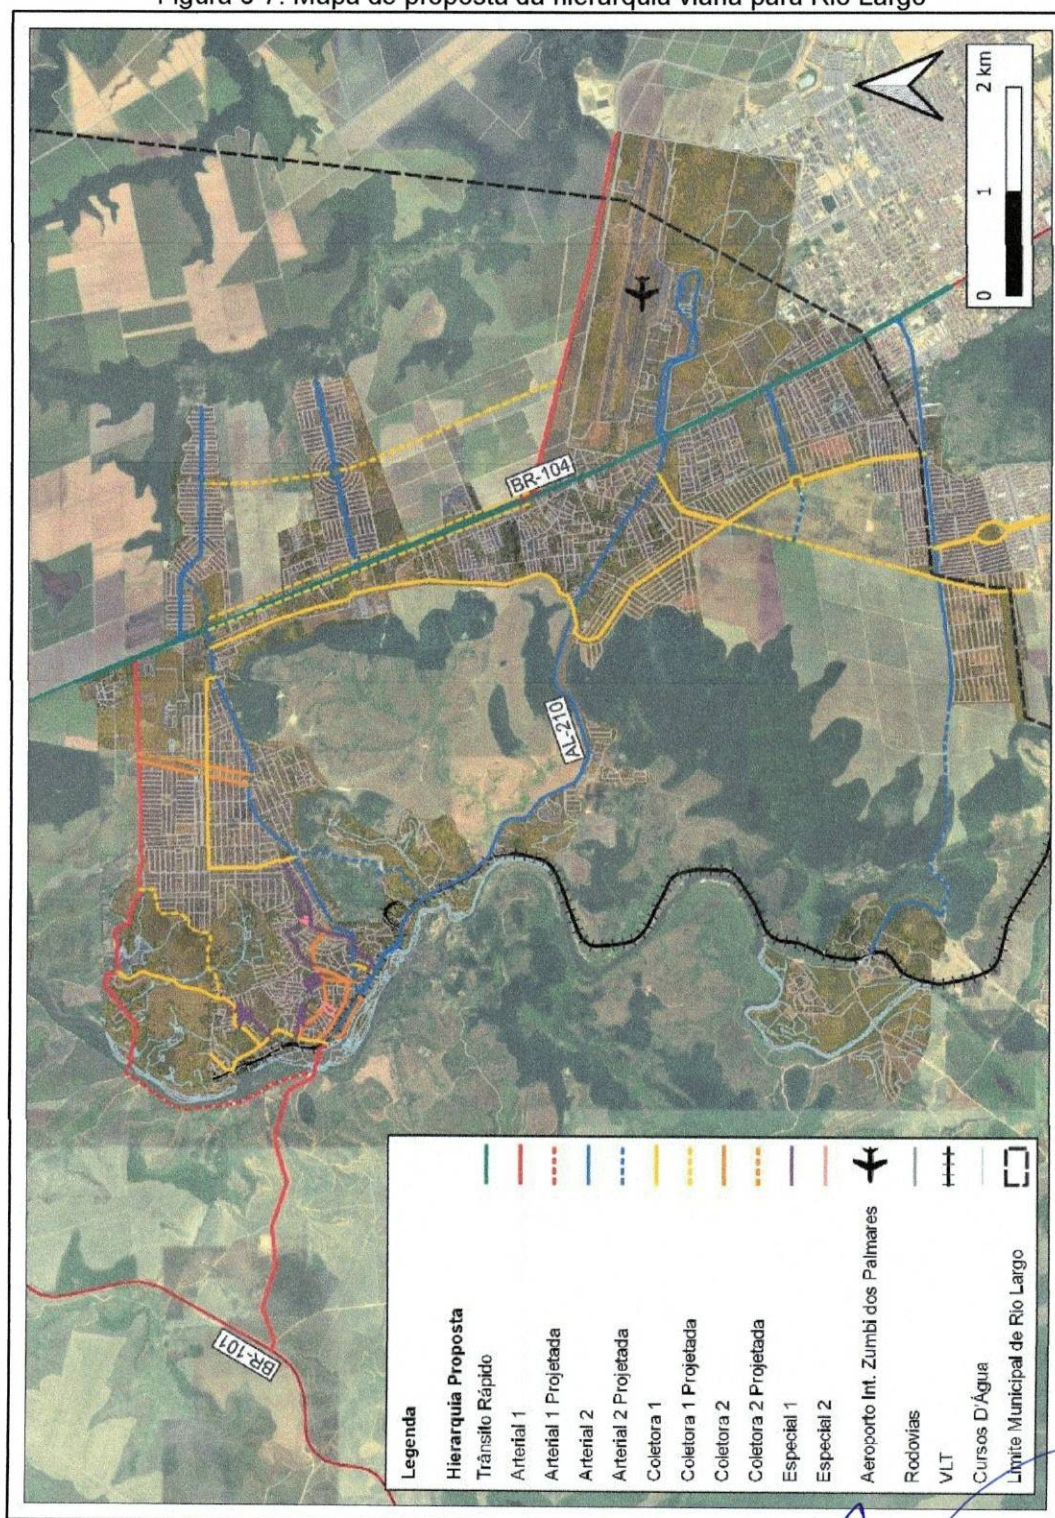 Figura 6-7: Mapa de proposta da hierarquia viária para Rio Largo
2 km
1
0
BR-104
AL-210
BR-101
Legenda
Hierarquia Proposta
Trânsito Rápido
Arterial 1
Arterial 1 Projetada
Arterial 2
Arterial 2 Projetada
Coletora 1
Coletora 1 Projetada
Coletora 2
Coletora 2 Projetada
Especial 1
Especial 2
Aeroporto Int. Zumbi dos Palmares
Rodovias
VLT
Cursos D'Água
Limite Municipal de Rio Largo